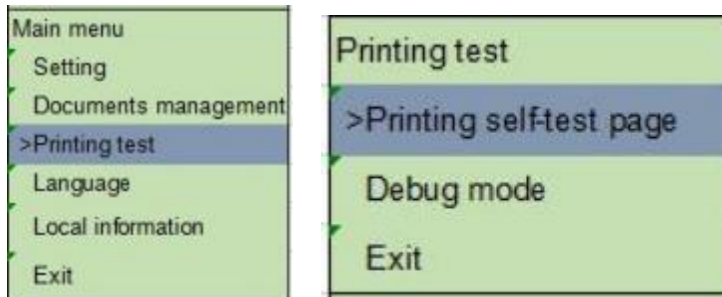 Main menu
Setting
Documents management
>Printing test
Language
Local information
Exit
Printing test
>Printing self-test page
Debug mode
Exit